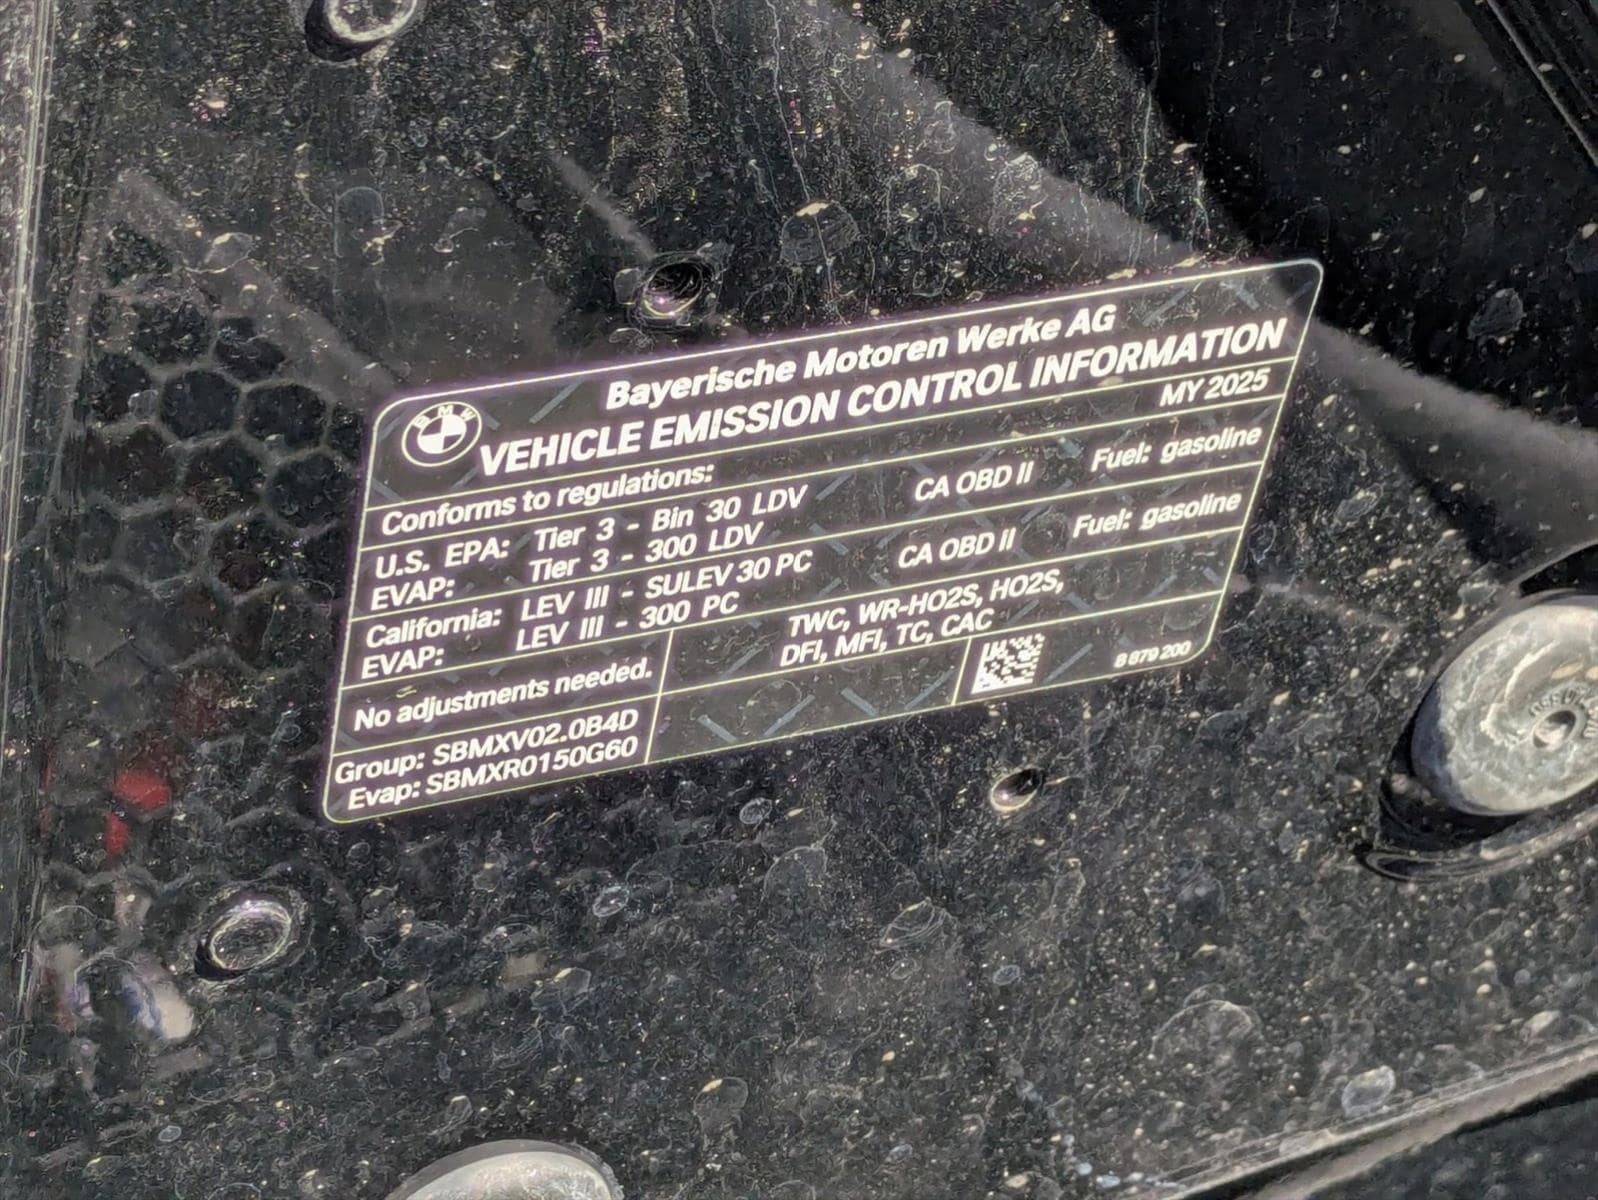 BMW
Bayerische Motoren Werke AG
VEHICLE EMISSION CONTROL INFORMATION
Conforms to regulations: MY 2025
U.S. EPA: Tier 3 - Bin 30 LDV CA OBD II Fuel: gasoline
EVAP: Tier 3 - 300 LDV
California: LEV III - SULEV 30 PC CA OBD II Fuel: gasoline
EVAP: LEV III - 300 PC
No adjustments needed.
TWC, WR-HO2S, HO2S,
DFI, MFI, TC, CAC
Group: SBMXV02.0B4D
Evap: SBMXR0150G60
8 879 200